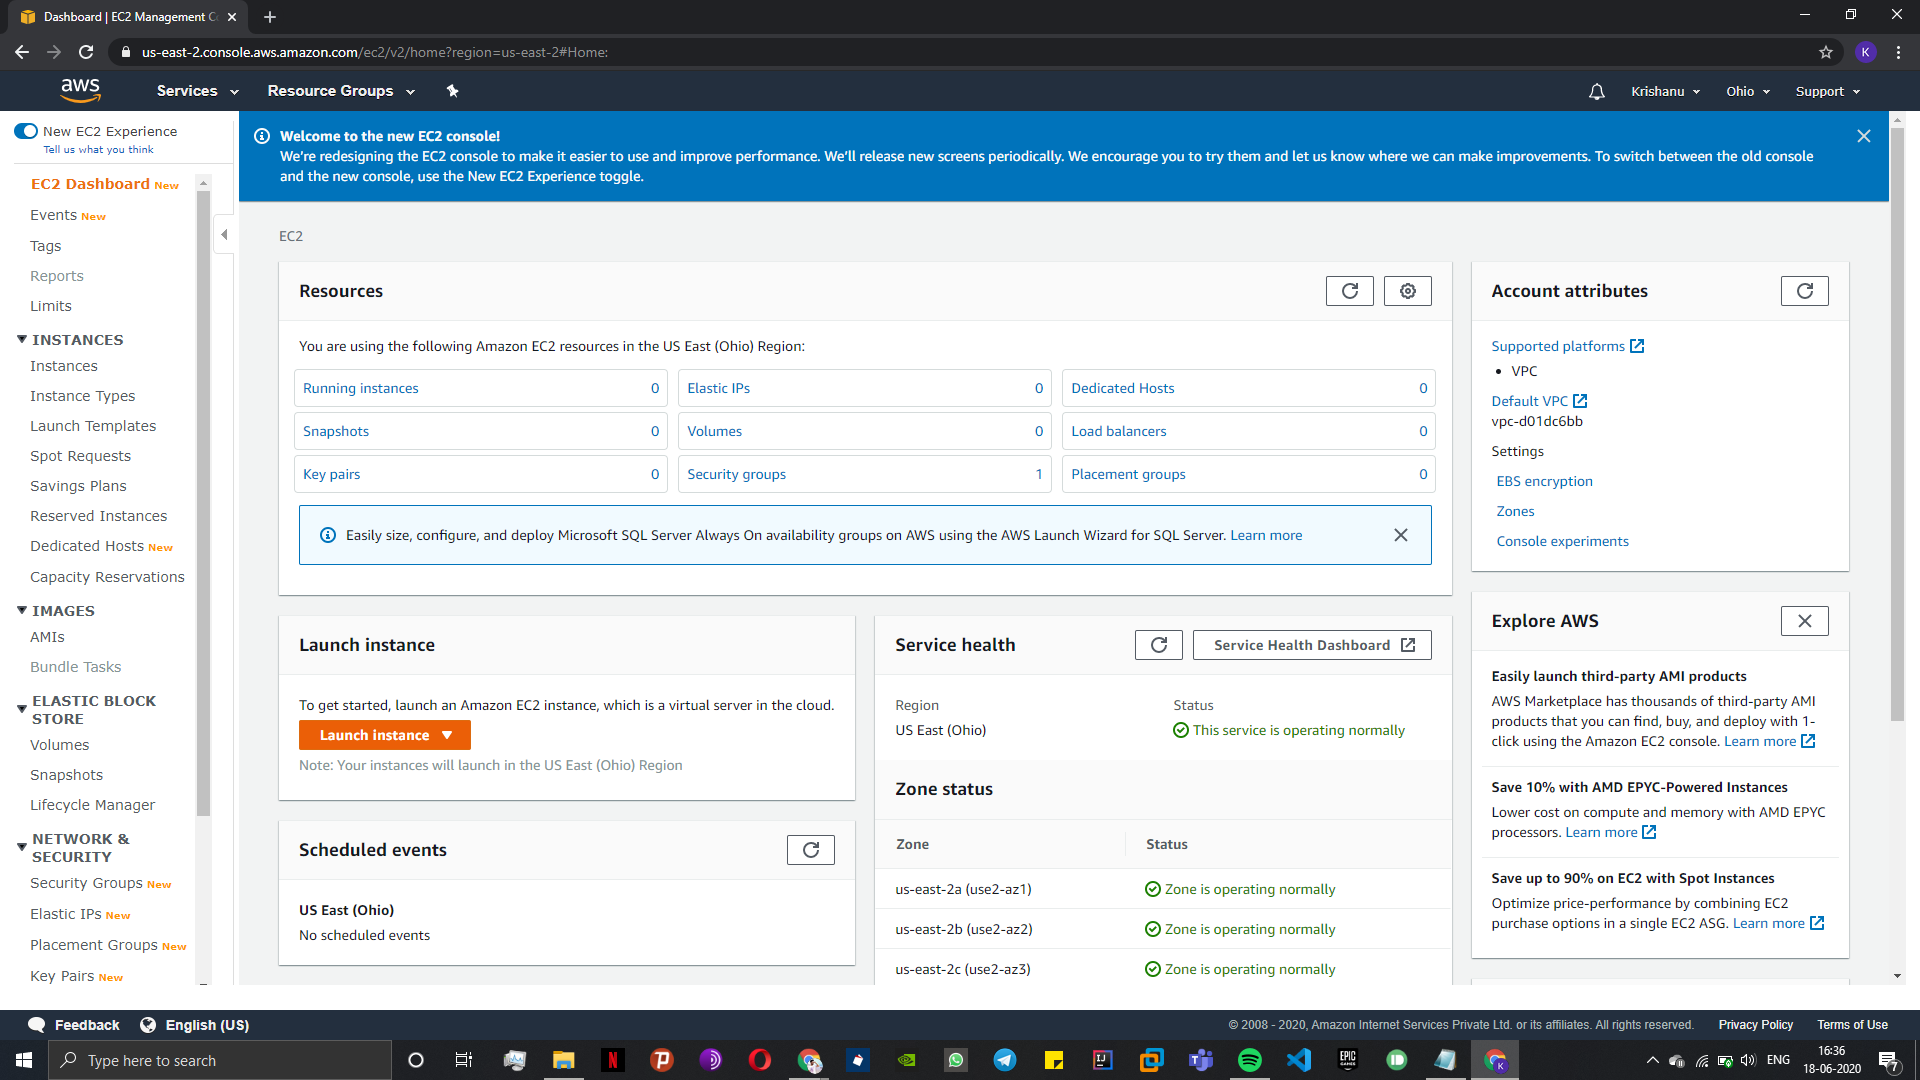 Dashboard | EC2 Management C
us-east-2.console.aws.amazon.com/ec2/v2/home?region=us-east-2#Home:
K
aws
Services
Resource Groups
Krishanu
Ohio
Support
New EC2 Experience
Tell us what you think
EC2 Dashboard New
Events New
Tags
Reports
Limits
INSTANCES
Instances
Instance Types
Launch Templates
Spot Requests
Savings Plans
Reserved Instances
Dedicated Hosts New
Capacity Reservations
IMAGES
AMIs
Bundle Tasks
ELASTIC BLOCK
STORE
Volumes
Snapshots
Lifecycle Manager
NETWORK &
SECURITY
Security Groups New
Elastic IPs New
Placement Groups New
Key Pairs New
Welcome to the new EC2 console!
We're redesigning the EC2 console to make it easier to use and improve performance. We'll release new screens periodically. We encourage you to try them and let us know where we can make improvements. To switch between the old console
and the new console, use the New EC2 Experience toggle.
EC2
Resources
You are using the following Amazon EC2 resources in the US East (Ohio) Region:
Running instances 0
Elastic IPs 0
Dedicated Hosts 0
Snapshots 0
Volumes 0
Load balancers 0
Key pairs 0
Security groups 1
Placement groups 0
Easily size, configure, and deploy Microsoft SQL Server Always On availability groups on AWS using the AWS Launch Wizard for SQL Server. Learn more
Launch instance
To get started, launch an Amazon EC2 instance, which is a virtual server in the cloud.
Launch instance
Note: Your instances will launch in the US East (Ohio) Region
Scheduled events
US East (Ohio)
No scheduled events
Service health
Service Health Dashboard
Region
Status
US East (Ohio)
This service is operating normally
Zone status
Zone
Status
us-east-2a (use2-az1)
Zone is operating normally
us-east-2b (use2-az2)
Zone is operating normally
us-east-2c (use2-az3)
Zone is operating normally
Account attributes
Supported platforms
• VPC
Default VPC
vpc-d01dc6bb
Settings
EBS encryption
Zones
Console experiments
Explore AWS
Easily launch third-party AMI products
AWS Marketplace has thousands of third-party AMI
products that you can find, buy, and deploy with 1-
click using the Amazon EC2 console. Learn more
Save 10% with AMD EPYC-Powered Instances
Lower cost on compute and memory with AMD EPYC
processors. Learn more
Save up to 90% on EC2 with Spot Instances
Optimize price-performance by combining EC2
purchase options in a single EC2 ASG. Learn more
Feedback
English (US)
© 2008 - 2020, Amazon Internet Services Private Ltd. or its affiliates. All rights reserved.
Privacy Policy
Terms of Use
Type here to search
N
IJ
EPIC
GAMES
K
ENG
16:36
18-06-2020
7